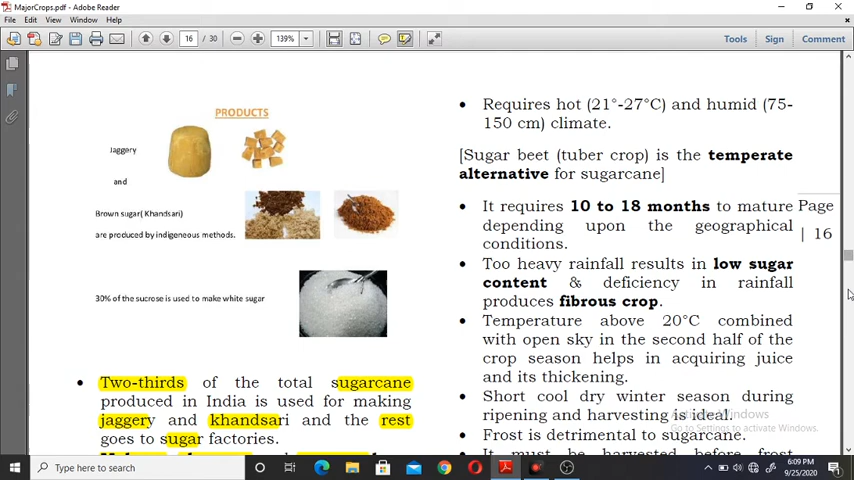 MajorCrops.pdf - Adobe Reader
File Edit View Window Help
16 / 30 139% Tools Sign Comment
PRODUCTS
Jaggery
and
Brown sugar( Khandsari)
are produced by indigeneous methods.
30% of the sucrose is used to make white sugar
• Two-thirds of the total sugarcane
produced in India is used for making
jaggery and khandsari and the rest
goes to sugar factories.
• Requires hot (21°-27°C) and humid (75-
150 cm) climate.
[Sugar beet (tuber crop) is the temperate
alternative for sugarcane]
• It requires 10 to 18 months to mature
depending upon the geographical
conditions.
• Too heavy rainfall results in low sugar
content & deficiency in rainfall
produces fibrous crop.
• Temperature above 20°C combined
with open sky in the second half of the
crop season helps in acquiring juice
and its thickening.
• Short cool dry winter season during
ripening and harvesting is ideal.
• Frost is detrimental to sugarcane.
• It must be harvested before frost
Page
| 16
Activate Windows
Go to Settings to activate Windows.
Type here to search
6:09 PM
9/25/2020